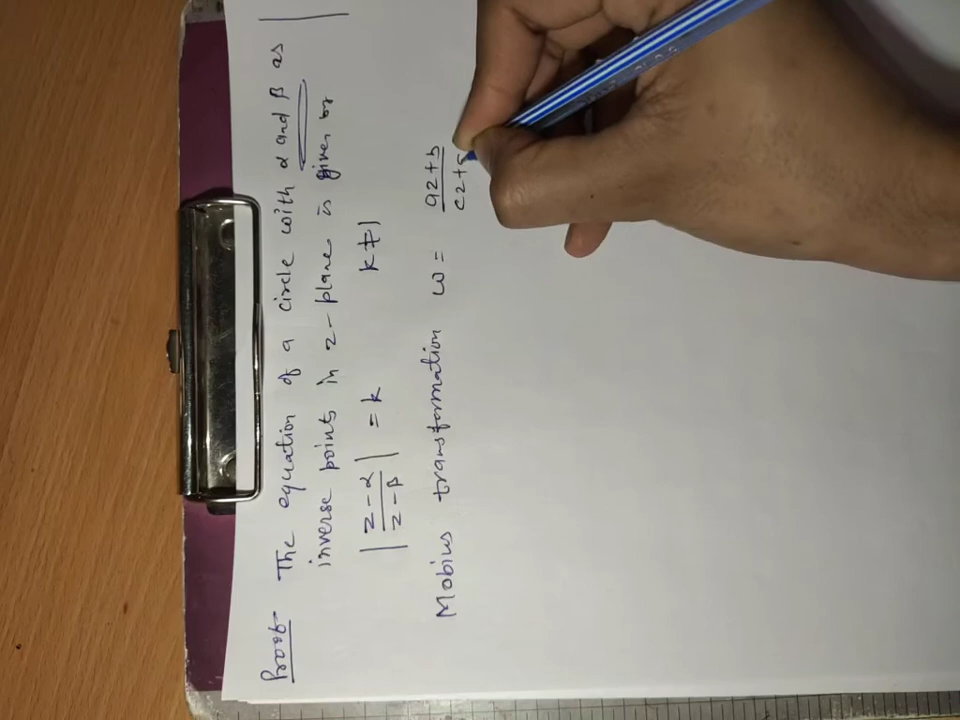 Proof- The equation of a circle with α and β as
inverse points in z-plane is given by
|z-α / z-β| = k k≠1
Mobius transformation w = az+b / cz+